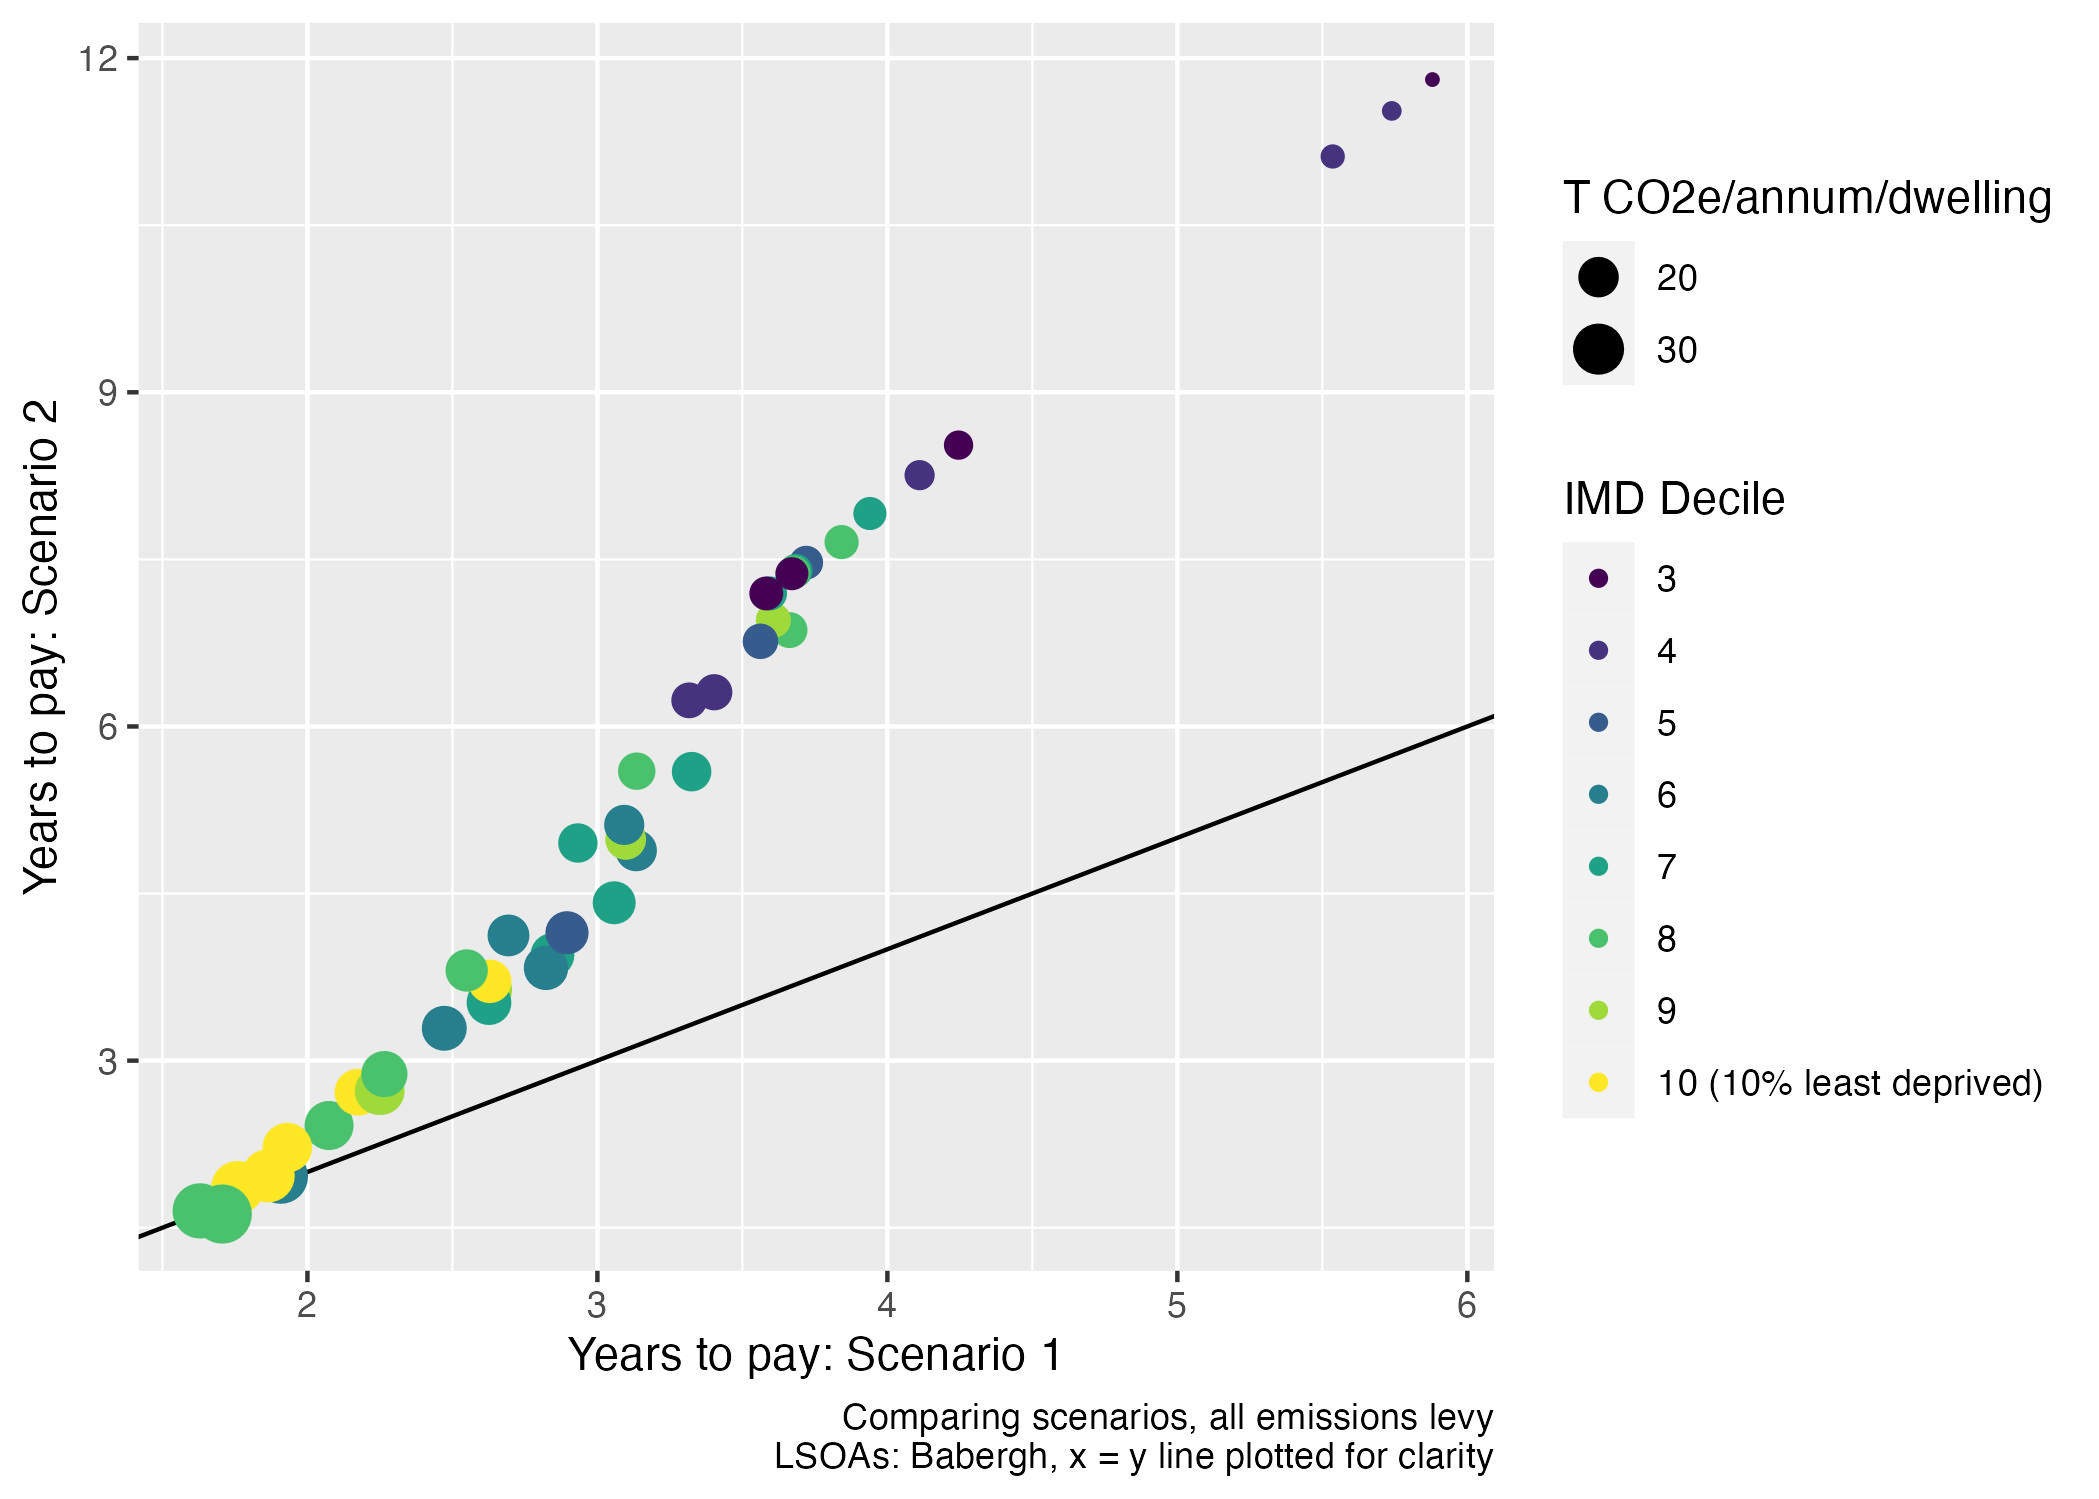 12
9
6
3
Years to pay: Scenario 2
2 3 4 5 6
Years to pay: Scenario 1
Comparing scenarios, all emissions levy
LSOAs: Babergh, x = y line plotted for clarity
T CO2e/annum/dwelling
20
30
IMD Decile
3
4
5
6
7
8
9
10 (10% least deprived)